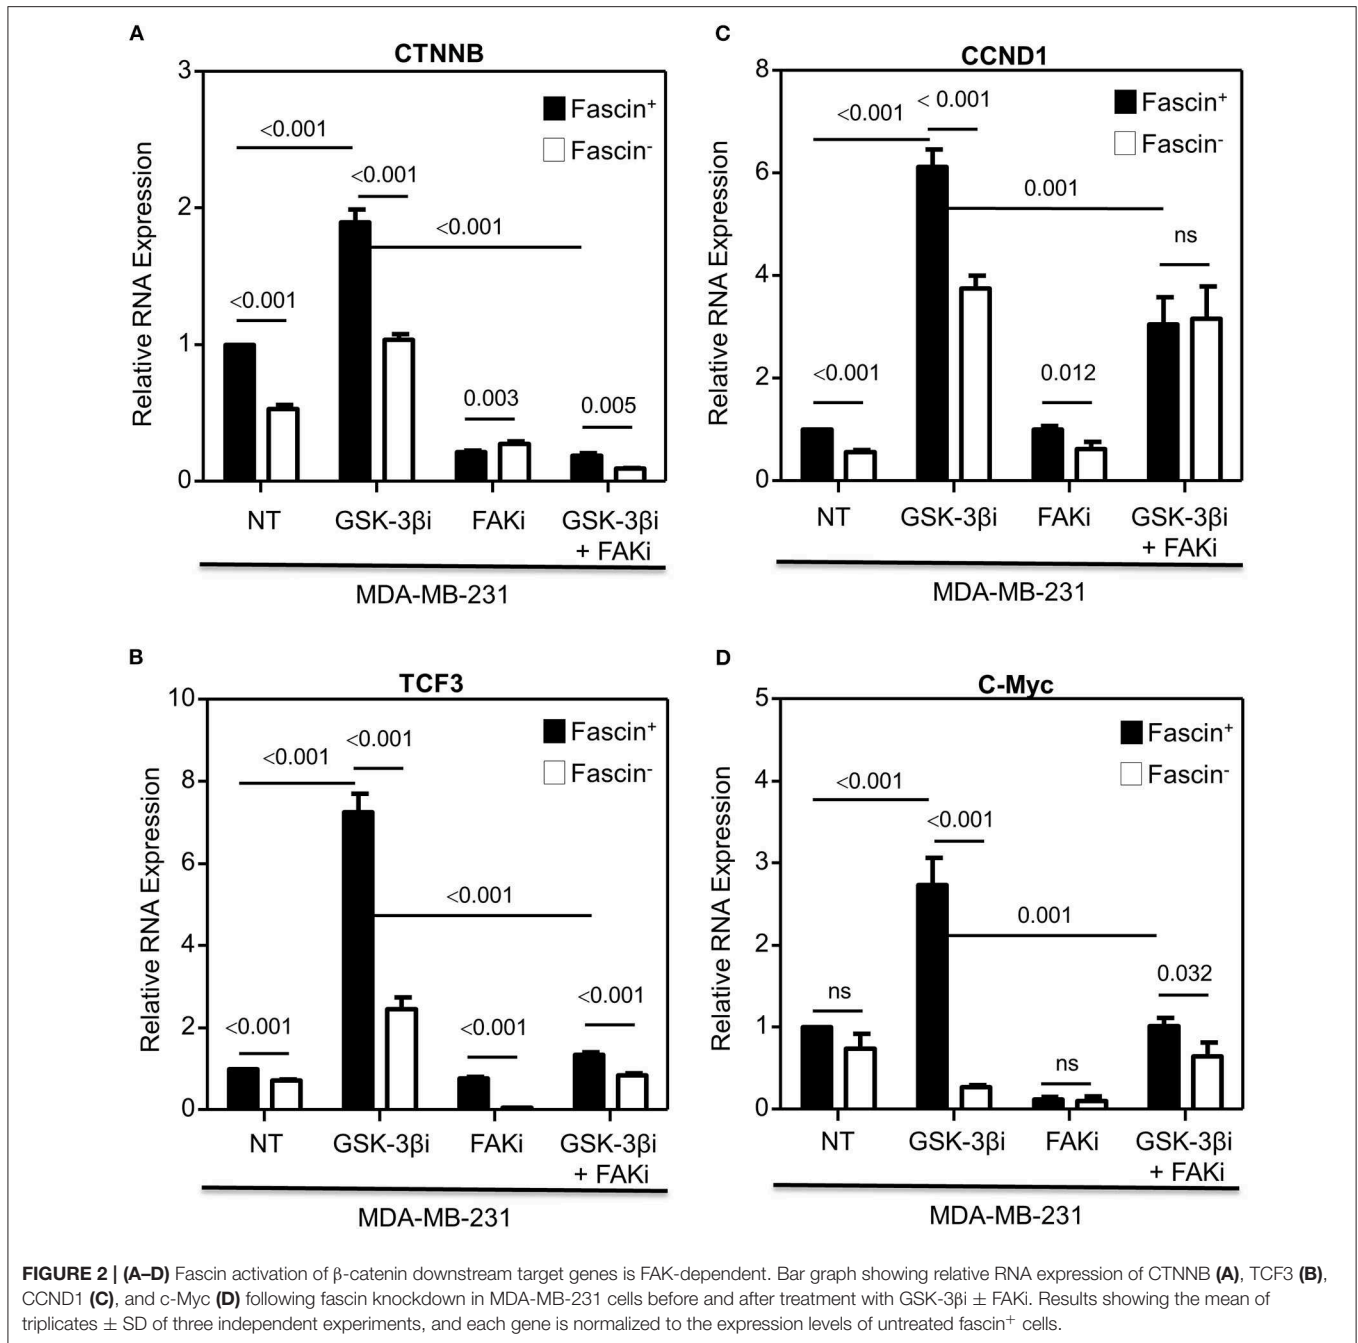 A
CTNNB
Relative RNA Expression
3
2
1
0
Fascin⁺
Fascin⁻
<0.001
<0.001
<0.001
<0.001
0.003
0.005
NT GSK-3βi FAKi GSK-3βi
+ FAKi
MDA-MB-231
C
CCND1
Relative RNA Expression
8
6
4
2
0
Fascin⁺
Fascin⁻
< 0.001
<0.001
0.001
ns
<0.001
0.012
NT GSK-3βi FAKi GSK-3βi
+ FAKi
MDA-MB-231
B
TCF3
Relative RNA Expression
10
8
6
4
2
0
Fascin⁺
Fascin⁻
<0.001
<0.001
<0.001
<0.001
<0.001
<0.001
NT GSK-3βi FAKi GSK-3βi
+ FAKi
MDA-MB-231
D
C-Myc
Relative RNA Expression
5
4
3
2
1
0
Fascin⁺
Fascin⁻
<0.001
<0.001
0.001
0.032
ns
ns
NT GSK-3βi FAKi GSK-3βi
+ FAKi
MDA-MB-231
FIGURE 2 | (A–D) Fascin activation of β-catenin downstream target genes is FAK-dependent. Bar graph showing relative RNA expression of CTNNB (A), TCF3 (B),
CCND1 (C), and c-Myc (D) following fascin knockdown in MDA-MB-231 cells before and after treatment with GSK-3βi ± FAKi. Results showing the mean of
triplicates ± SD of three independent experiments, and each gene is normalized to the expression levels of untreated fascin⁺ cells.